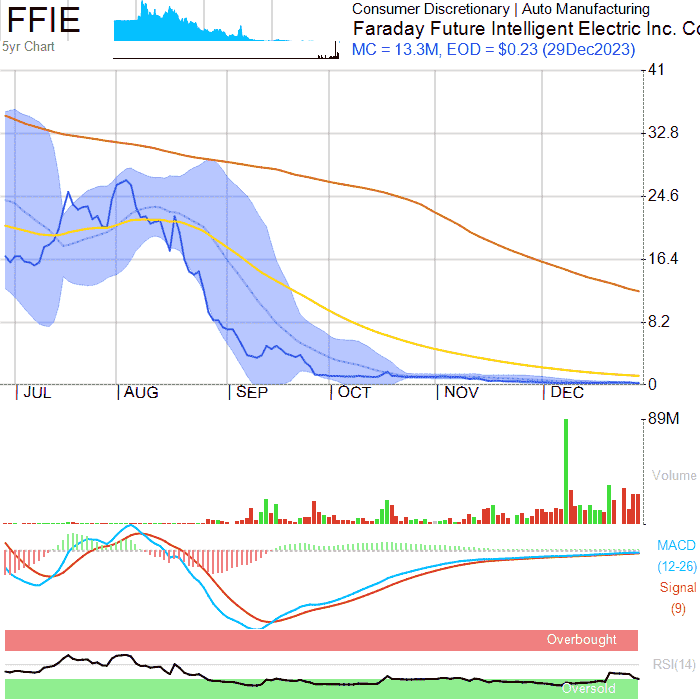 FFIE
5yr Chart
Consumer Discretionary | Auto Manufacturing
Faraday Future Intelligent Electric Inc. Co
MC = 13.3M, EOD = $0.23 (29Dec2023)
41
32.8
24.6
16.4
8.2
0
JUL AUG SEP OCT NOV DEC
89M
Volume
MACD
(12-26)
Signal
(9)
Overbought
RSI(14)
Oversold